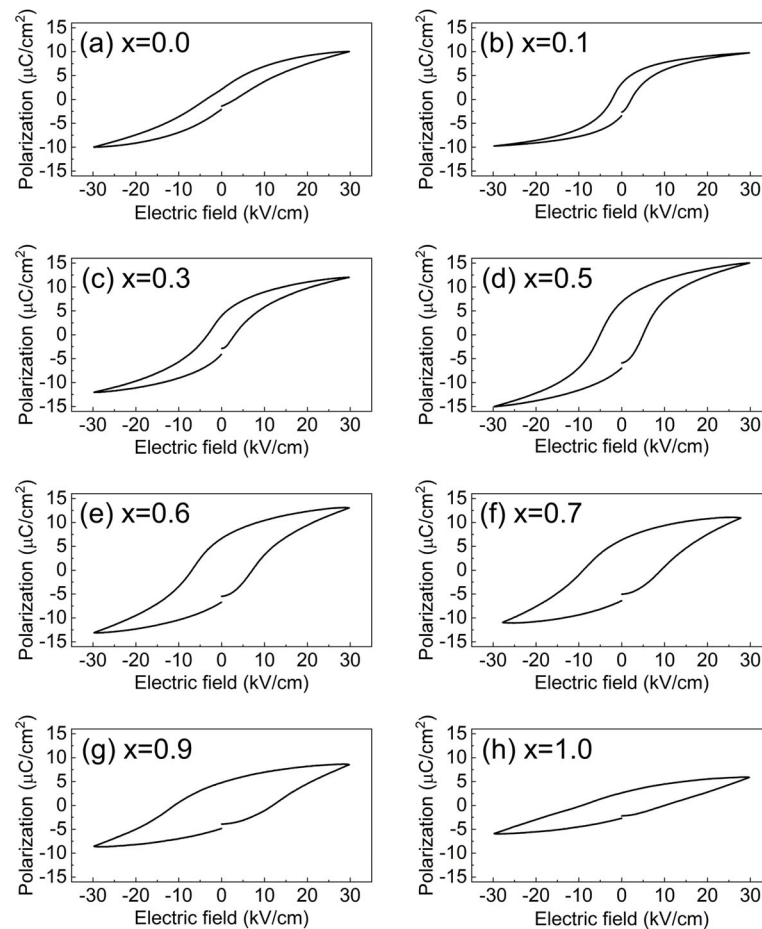 (a) x=0.0
Polarization (μC/cm²)
15
10
5
0
-5
-10
-15
-30 -20 -10 0 10 20 30
Electric field (kV/cm)
(b) x=0.1
Polarization (μC/cm²)
15
10
5
0
-5
-10
-15
-30 -20 -10 0 10 20 30
Electric field (kV/cm)
(c) x=0.3
Polarization (μC/cm²)
15
10
5
0
-5
-10
-15
-30 -20 -10 0 10 20 30
Electric field (kV/cm)
(d) x=0.5
Polarization (μC/cm²)
15
10
5
0
-5
-10
-15
-30 -20 -10 0 10 20 30
Electric field (kV/cm)
(e) x=0.6
Polarization (μC/cm²)
15
10
5
0
-5
-10
-15
-30 -20 -10 0 10 20 30
Electric field (kV/cm)
(f) x=0.7
Polarization (μC/cm²)
15
10
5
0
-5
-10
-15
-30 -20 -10 0 10 20 30
Electric field (kV/cm)
(g) x=0.9
Polarization (μC/cm²)
15
10
5
0
-5
-10
-15
-30 -20 -10 0 10 20 30
Electric field (kV/cm)
(h) x=1.0
Polarization (μC/cm²)
15
10
5
0
-5
-10
-15
-30 -20 -10 0 10 20 30
Electric field (kV/cm)